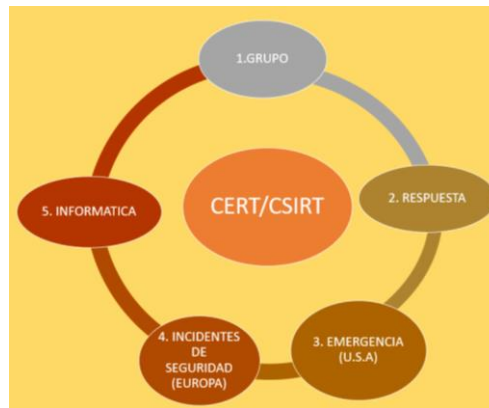 1.GRUPO
CERT/CSIRT
2. RESPUESTA
5. INFORMATICA
3. EMERGENCIA
(U.S.A)
4. INCIDENTES
DE
SEGURIDAD
(EUROPA)